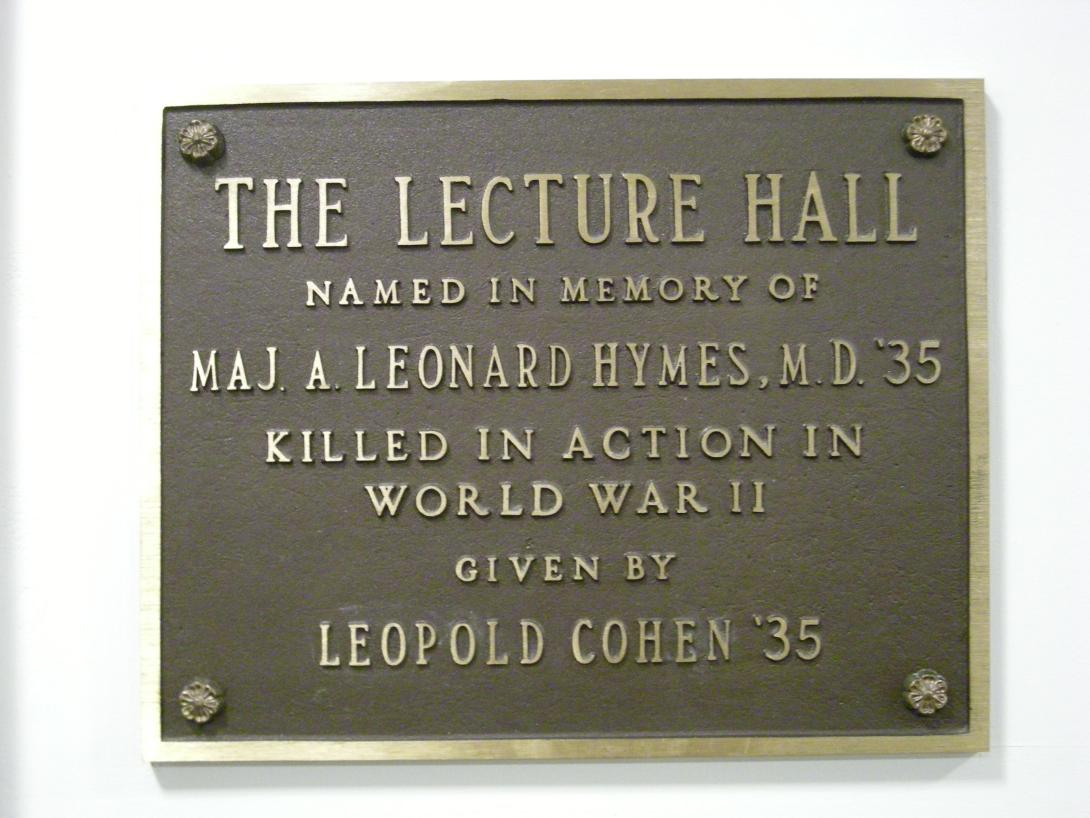 THE LECTURE HALL
NAMED IN MEMORY OF
MAJ. A. LEONARD HYMES, M.D. '35
KILLED IN ACTION IN
WORLD WAR II
GIVEN BY
LEOPOLD COHEN '35